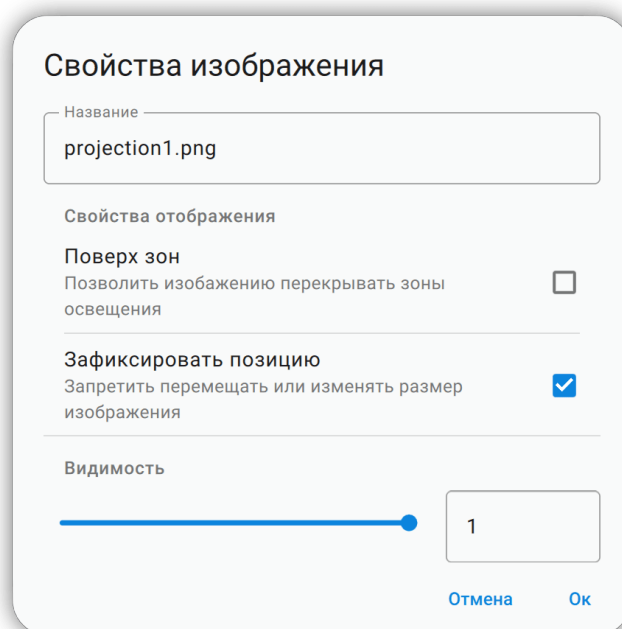 Свойства изображения
Название
projection1.png
Свойства отображения
Поверх зон
Позволить изобажению перекрывать зоны
освещения
Зафиксировать позицию
Запретить перемещать или изменять размер
изображения
Видимость
1
Отмена Ок